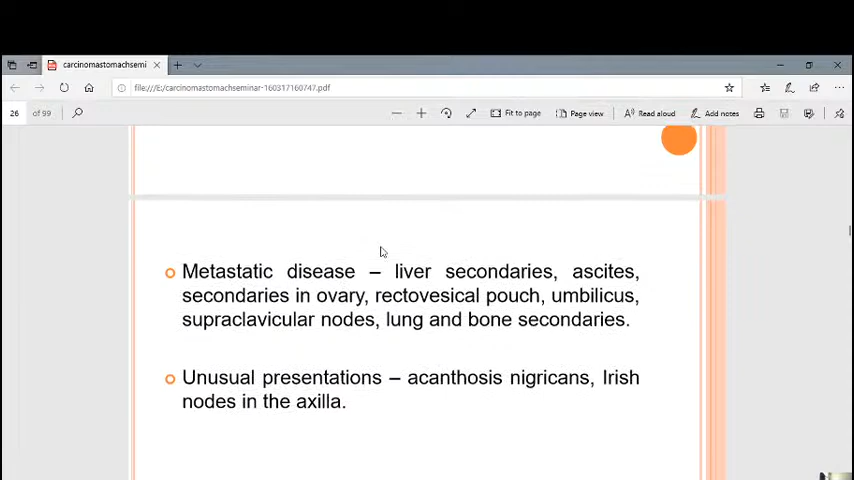 carcinomastomachsemi
file:///E:/carcinomastomachseminar-160317160747.pdf
26 of 99 Fit to page Page view Read aloud Add notes
Metastatic disease – liver secondaries, ascites,
secondaries in ovary, rectovesical pouch, umbilicus,
supraclavicular nodes, lung and bone secondaries.
Unusual presentations – acanthosis nigricans, Irish
nodes in the axilla.